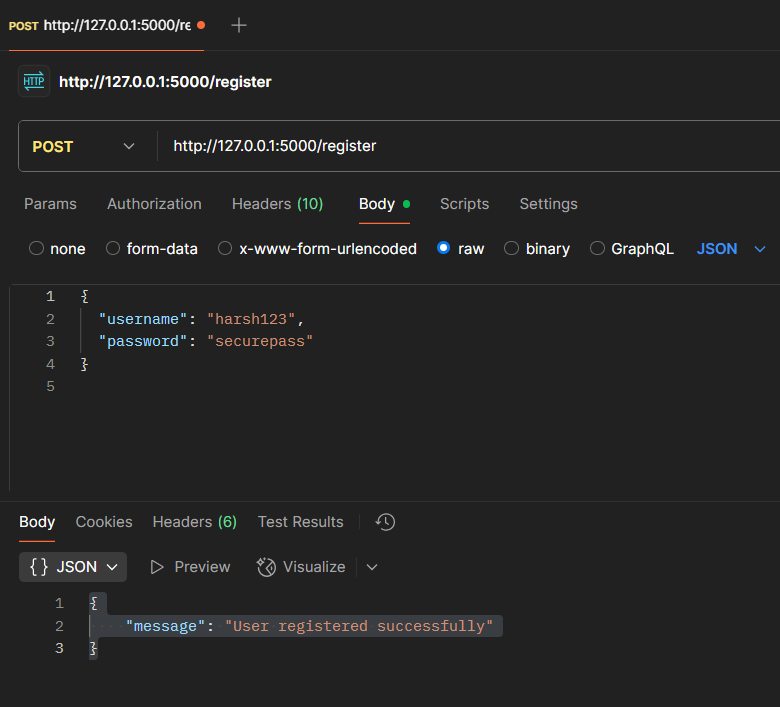 POST http://127.0.0.1:5000/re
HTTP http://127.0.0.1:5000/register
POST http://127.0.0.1:5000/register
Params Authorization Headers (10) Body Scripts Settings
none form-data x-www-form-urlencoded raw binary GraphQL JSON
1 {
2 "username": "harsh123",
3 "password": "securepass"
4 }
5
Body Cookies Headers (6) Test Results
{} JSON Preview Visualize
1 {
2 "message": "User registered successfully"
3 }